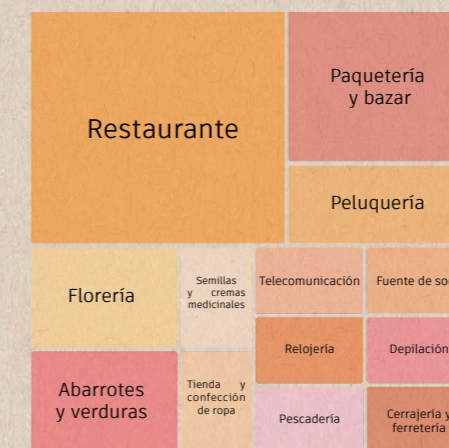 Restaurante
Paquetería
y bazar
Peluquería
Florería
Semillas
y cremas
medicinales
Telecomunicación
Fuente de so
Relojería
Depilación
Abarrotes
y verduras
Tienda y
confección
de ropa
Pescadería
Cerrajería y
ferretería